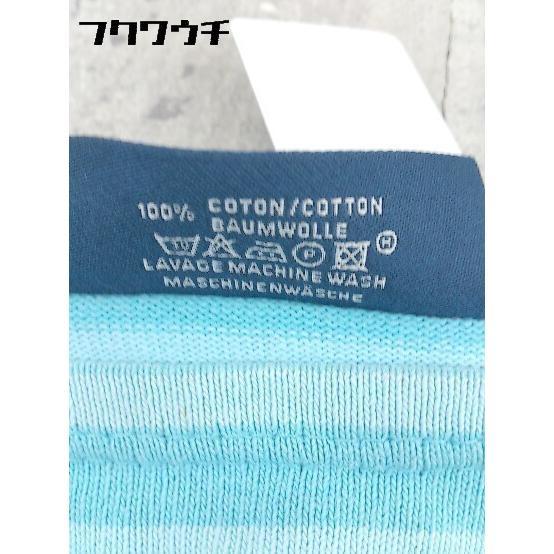 フクワウチ
100% COTON/COTTON
BAUMWOLLE
P H
LAVAGE MACHINE WASH
MASCHINENWÄSCHE